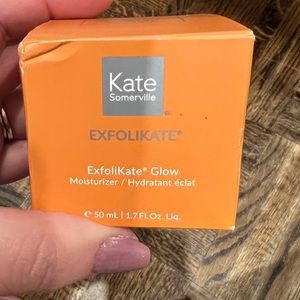 Kate
Somerville
EXFOLIKATE®
ExfoliKate® Glow
Moisturizer / Hydratant éclat
℮ 50 mL | 1.7 Fl. Oz. Liq.